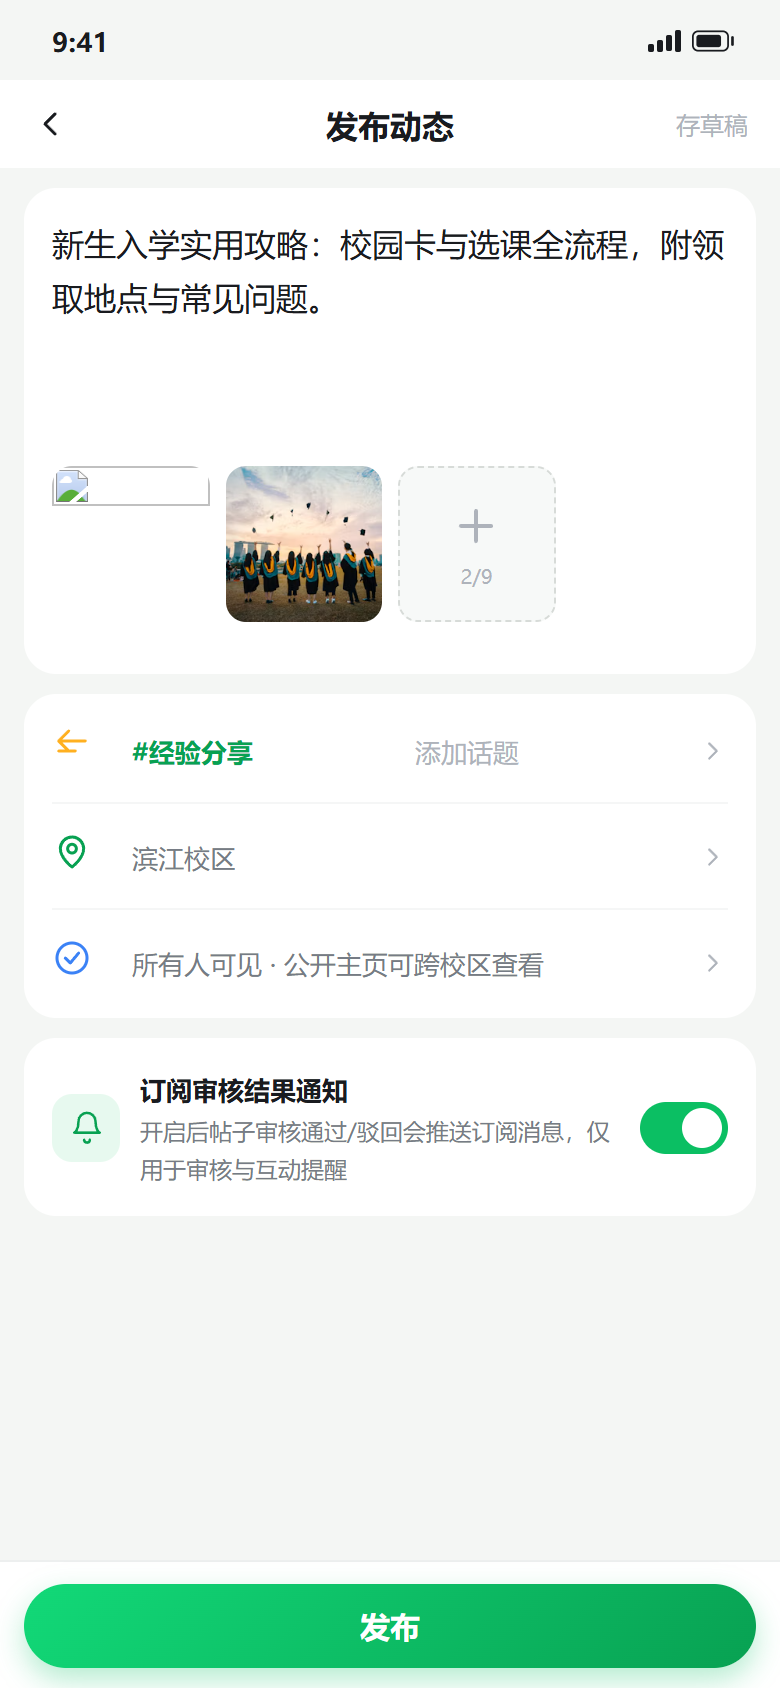 9:41
发布动态
存草稿
新生入学实用攻略：校园卡与选课全流程，附领
取地点与常见问题。
2/9
#经验分享
添加话题
滨江校区
所有人可见 · 公开主页可跨校区查看
订阅审核结果通知
开启后帖子审核通过/驳回会推送订阅消息，仅
用于审核与互动提醒
发布